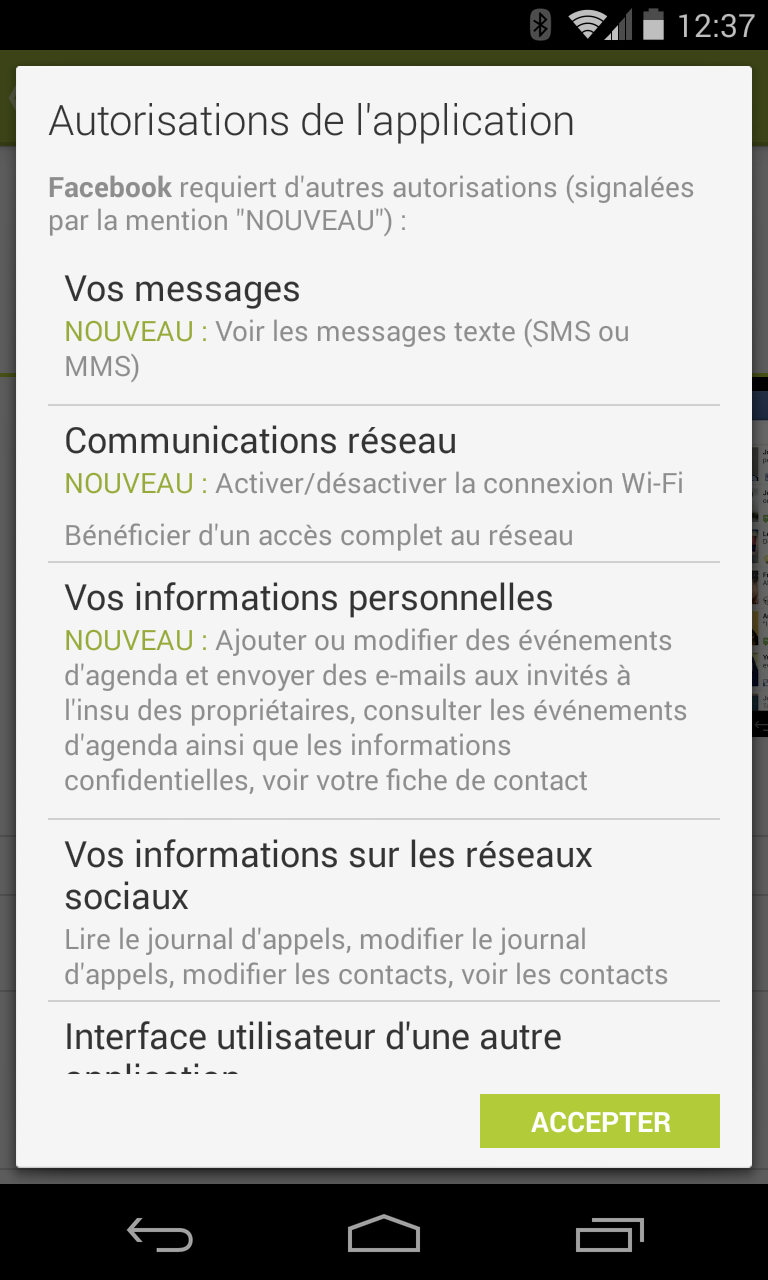 12:37
Autorisations de l'application
Facebook requiert d'autres autorisations (signalées
par la mention "NOUVEAU") :
Vos messages
NOUVEAU : Voir les messages texte (SMS ou
MMS)
Communications réseau
NOUVEAU : Activer/désactiver la connexion Wi-Fi
Bénéficier d'un accès complet au réseau
Vos informations personnelles
NOUVEAU : Ajouter ou modifier des événements
d'agenda et envoyer des e-mails aux invités à
l'insu des propriétaires, consulter les événements
d'agenda ainsi que les informations
confidentielles, voir votre fiche de contact
Vos informations sur les réseaux
sociaux
Lire le journal d'appels, modifier le journal
d'appels, modifier les contacts, voir les contacts
Interface utilisateur d'une autre
application
ACCEPTER